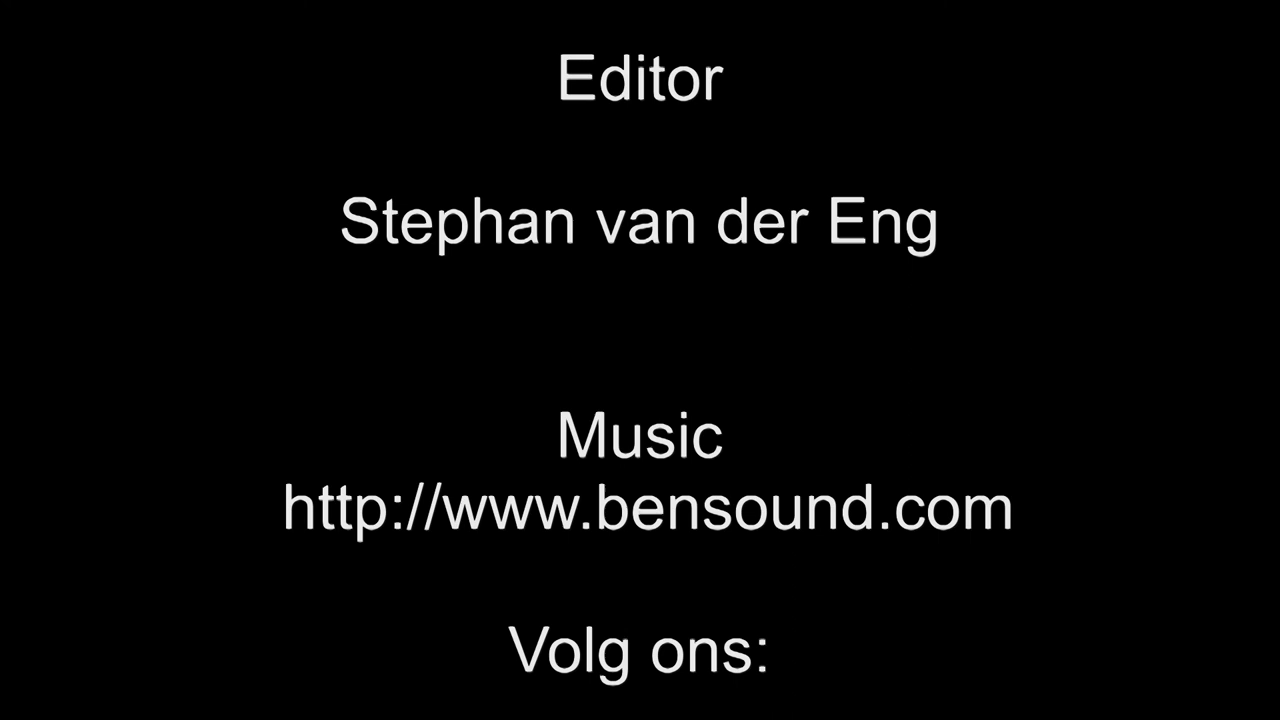 Editor
Stephan van der Eng
Music
http://www.bensound.com
Volg ons: